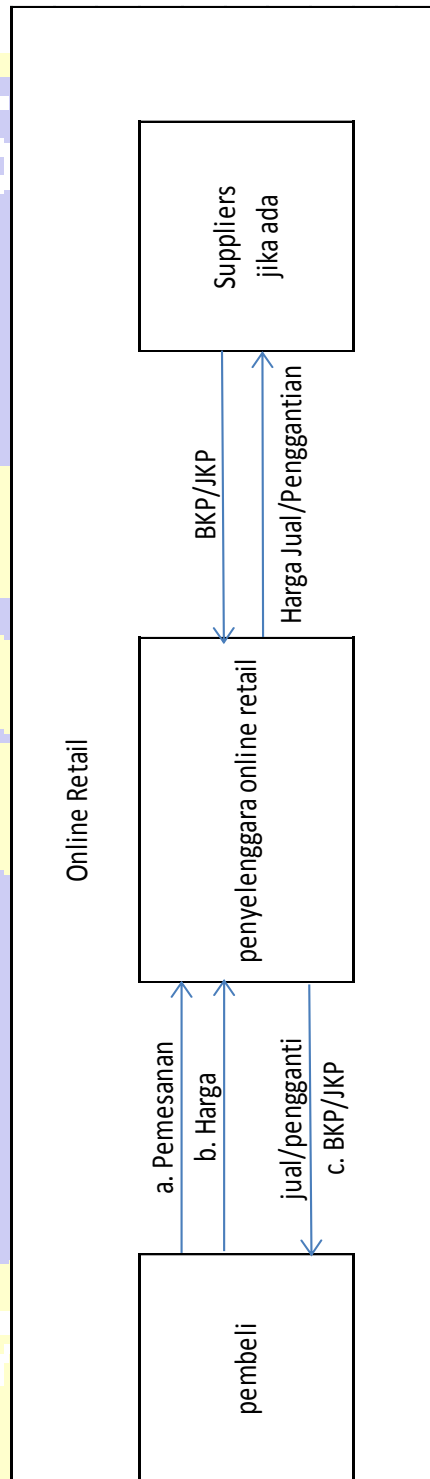 Online Retail
pembeli
a. Pemesanan
b. Harga
jual/pengganti
c. BKP/JKP
penyelenggara online retail
BKP/JKP
Harga Jual/Penggantian
Suppliers
jika ada